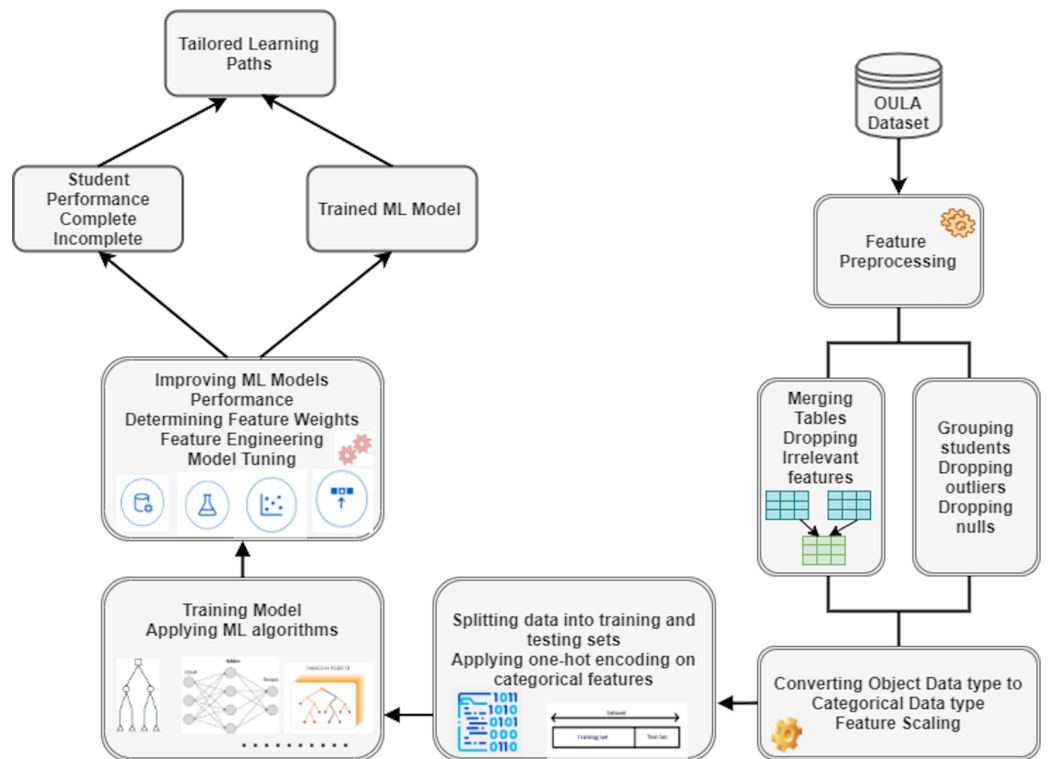 Tailored Learning
Paths
OULA
Dataset
Student
Performance
Complete
Incomplete
Trained ML Model
Feature
Preprocessing
Improving ML Models
Performance
Determining Feature Weights
Feature Engineering
Model Tuning
Merging
Tables
Dropping
Irrelevant
features
Grouping
students
Dropping
outliers
Dropping
nulls
Training Model
Applying ML algorithms
Input
Hidden
Output
RANDOM FOREST
Splitting data into training and
testing sets
Applying one-hot encoding on
categorical features
1011
1010
000
0110
Dataset
Training Set
Test Set
Converting Object Data type to
Categorical Data type
Feature Scaling